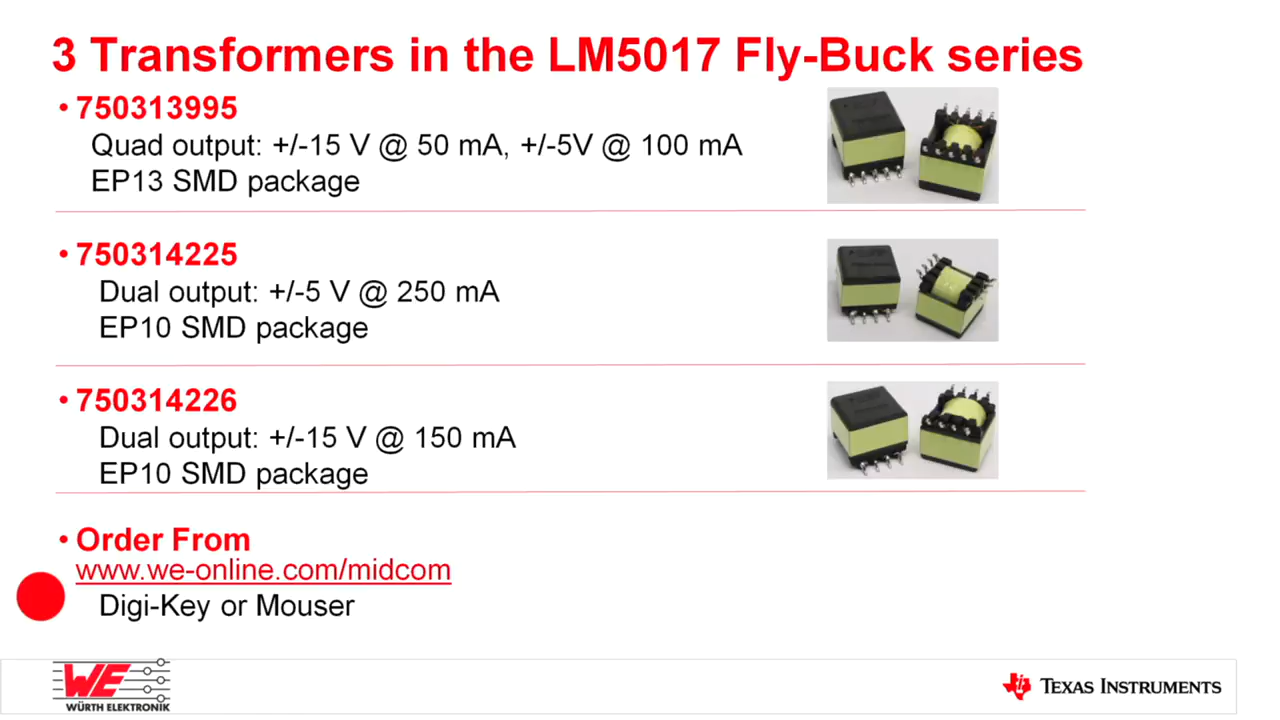 3 Transformers in the LM5017 Fly-Buck series
• 750313995
Quad output: +/-15 V @ 50 mA, +/-5V @ 100 mA
EP13 SMD package
• 750314225
Dual output: +/-5 V @ 250 mA
EP10 SMD package
• 750314226
Dual output: +/-15 V @ 150 mA
EP10 SMD package
• Order From
www.we-online.com/midcom
Digi-Key or Mouser
WE
WÜRTH ELEKTRONIK
TEXAS INSTRUMENTS